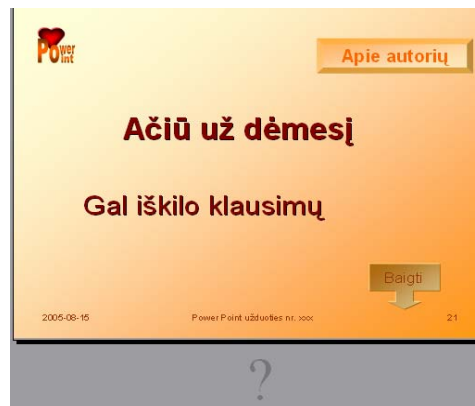 Power
Point
Apie autorių
Ačiū už dėmesį
Gal iškilo klausimų
Baigti
2005-08-15 Power Point užduoties nr. xxx 21
?